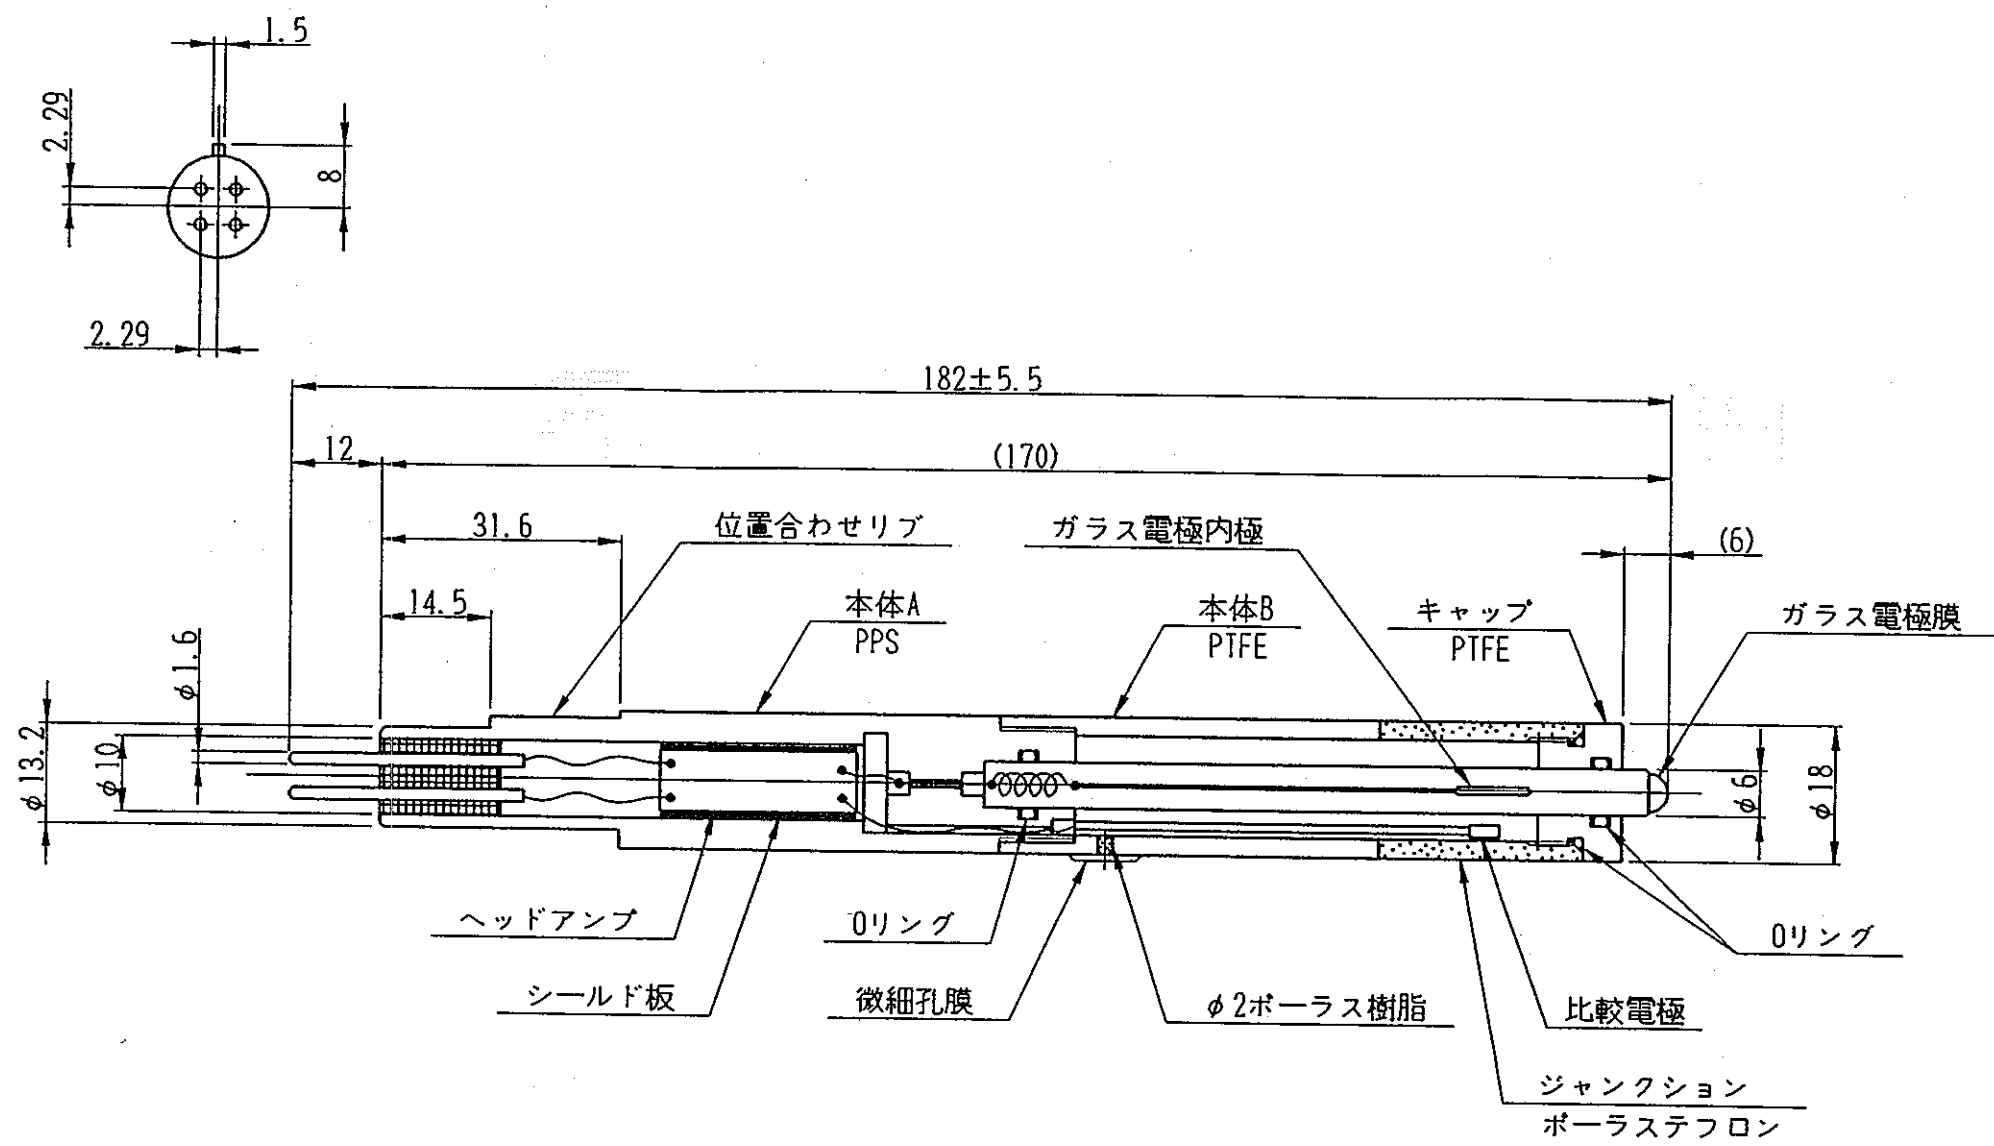 1.5
2.29
8
2.29
182±5.5
12
(170)
31.6
位置合わせリブ
ガラス電極内極
(6)
14.5
本体A
PPS
本体B
PTFE
キャップ
PTFE
ガラス電極膜
φ1.6
φ13.2
φ10
φ6
φ18
ヘッドアンプ
Oリング
Oリング
シールド板
微細孔膜
φ2ポーラス樹脂
比較電極
ジャンクション
ポーラステフロン